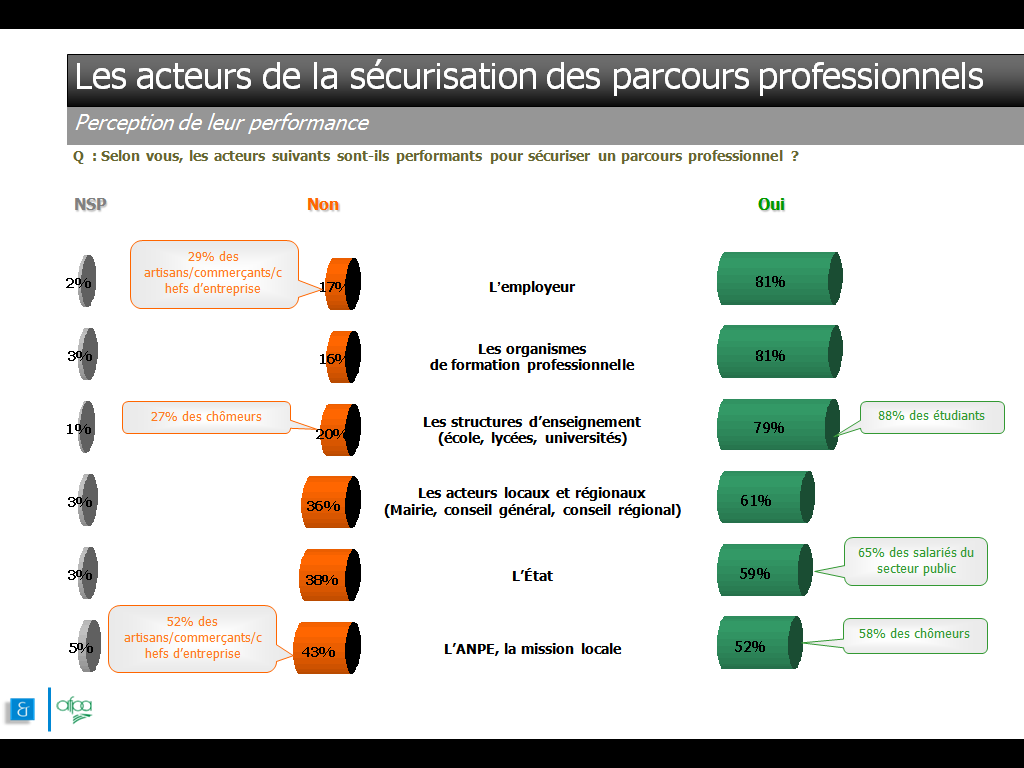 Les acteurs de la sécurisation des parcours professionnels
Perception de leur performance
Q : Selon vous, les acteurs suivants sont-ils performants pour sécuriser un parcours professionnel ?
NSP
Non
Oui
2%
29% des
artisans/commerçants/c
hefs d’entreprise
17%
L’employeur
81%
3%
16%
Les organismes
de formation professionnelle
81%
1%
27% des chômeurs
20%
Les structures d’enseignement
(école, lycées, universités)
79%
88% des étudiants
3%
36%
Les acteurs locaux et régionaux
(Mairie, conseil général, conseil régional)
61%
3%
38%
L’État
59%
65% des salariés du
secteur public
5%
52% des
artisans/commerçants/c
hefs d’entreprise
43%
L’ANPE, la mission locale
52%
58% des chômeurs
&
afpa